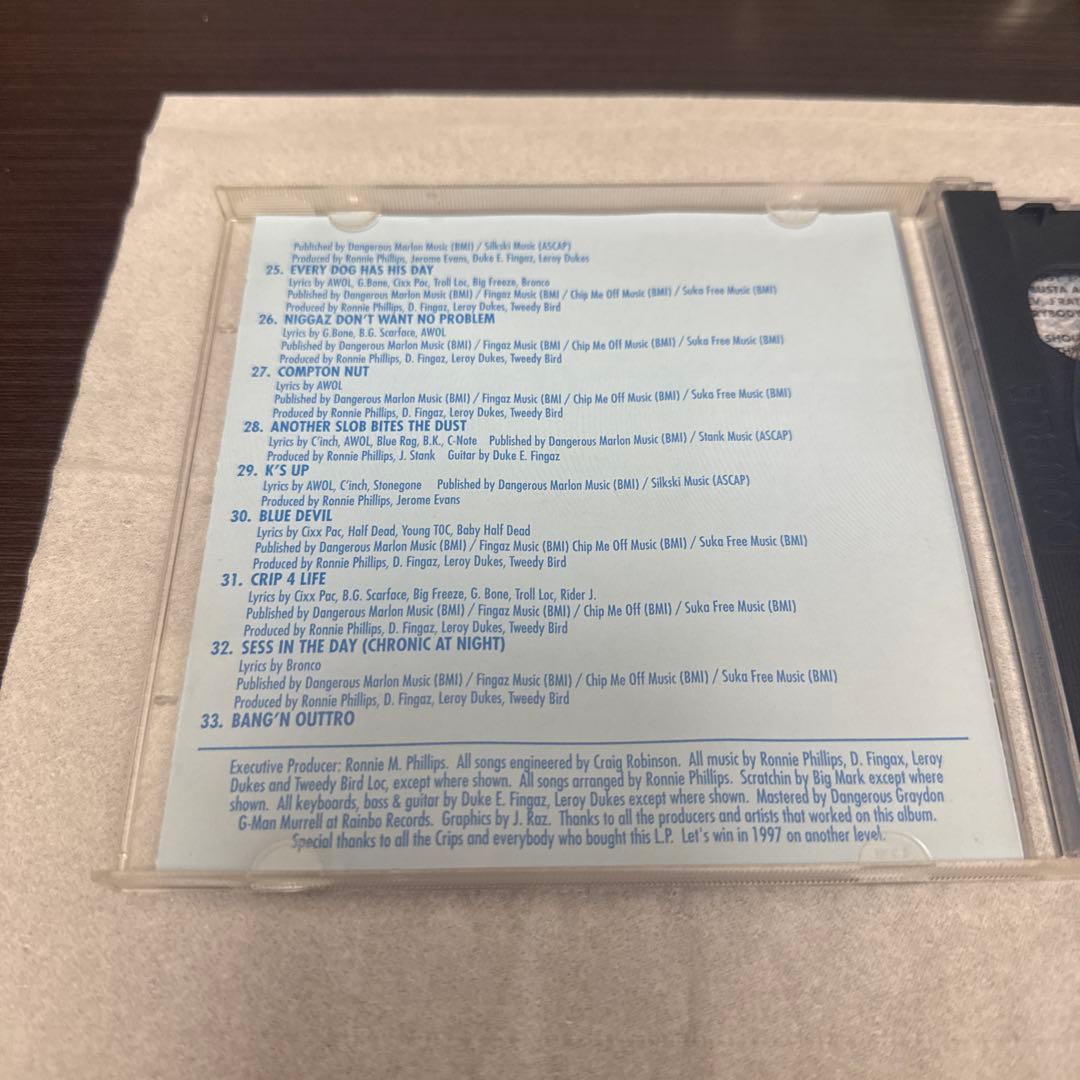 Published by Dangerous Marlon Music (BMI) / Silkski Music (ASCAP)
Produced by Ronnie Phillips, Jerome Evans, Duke E. Fingaz, Leroy Dukes
25. EVERY DOG HAS HIS DAY
Lyrics by AWOL, G.Bone, Cixx Pac, Troll Loc, Big Freeze, Bronco
Published by Dangerous Marlon Music (BMI) / Fingaz Music (BMI / Chip Me Off Music (BMI) / Suka Free Music (BMI)
Produced by Ronnie Phillips, D. Fingaz, Leroy Dukes, Tweedy Bird
26. NIGGAZ DON'T WANT NO PROBLEM
Lyrics by G.Bone, B.G. Scarface, AWOL
Published by Dangerous Marlon Music (BMI) / Fingaz Music (BMI / Chip Me Off Music (BMI) / Suka Free Music (BMI)
Produced by Ronnie Phillips, D. Fingaz, Leroy Dukes, Tweedy Bird
27. COMPTON NUT
Lyrics by AWOL
Published by Dangerous Marlon Music (BMI) / Fingaz Music (BMI / Chip Me Off Music (BMI) / Suka Free Music (BMI)
Produced by Ronnie Phillips, D. Fingaz, Leroy Dukes, Tweedy Bird
28. ANOTHER SLOB BITES THE DUST
Lyrics by C'inch, AWOL, Blue Rag, B.K., C-Note Published by Dangerous Marlon Music (BMI) / Stank Music (ASCAP)
Produced by Ronnie Phillips, J. Stank Guitar by Duke E. Fingaz
29. K'S UP
Lyrics by AWOL, C'inch, Stonegone Published by Dangerous Marlon Music (BMI) / Silkski Music (ASCAP)
Produced by Ronnie Phillips, Jerome Evans
30. BLUE DEVIL
Lyrics by Cixx Pac, Half Dead, Young TOC, Baby Half Dead
Published by Dangerous Marlon Music (BMI) / Fingaz Music (BMI) Chip Me Off Music (BMI) / Suka Free Music (BMI)
Produced by Ronnie Phillips, D. Fingaz, Leroy Dukes, Tweedy Bird
31. CRIP 4 LIFE
Lyrics by Cixx Pac, B.G. Scarface, Big Freeze, G. Bone, Troll Loc, Rider J.
Published by Dangerous Marlon Music (BMI) / Fingaz Music (BMI) / Chip Me Off (BMI) / Suka Free Music (BMI)
Produced by Ronnie Phillips, D. Fingaz, Leroy Dukes, Tweedy Bird
32. SESS IN THE DAY (CHRONIC AT NIGHT)
Lyrics by Bronco
Published by Dangerous Marlon Music (BMI) / Fingaz Music (BMI) / Chip Me Off Music (BMI) / Suka Free Music (BMI)
Produced by Ronnie Phillips, D. Fingaz, Leroy Dukes, Tweedy Bird
33. BANG'N OUTTRO
Executive Producer: Ronnie M. Phillips. All songs engineered by Craig Robinson. All music by Ronnie Phillips, D. Fingax, Leroy
Dukes and Tweedy Bird Loc, except where shown. All songs arranged by Ronnie Phillips. Scratchin by Big Mark except where
shown. All keyboards, bass & guitar by Duke E. Fingaz, Leroy Dukes except where shown. Mastered by Dangerous Graydon
G-Man Murrell at Rainbo Records. Graphics by J. Raz. Thanks to all the producers and artists that worked on this album.
Special thanks to all the Crips and everybody who bought this L.P. Let's win in 1997 on another level.